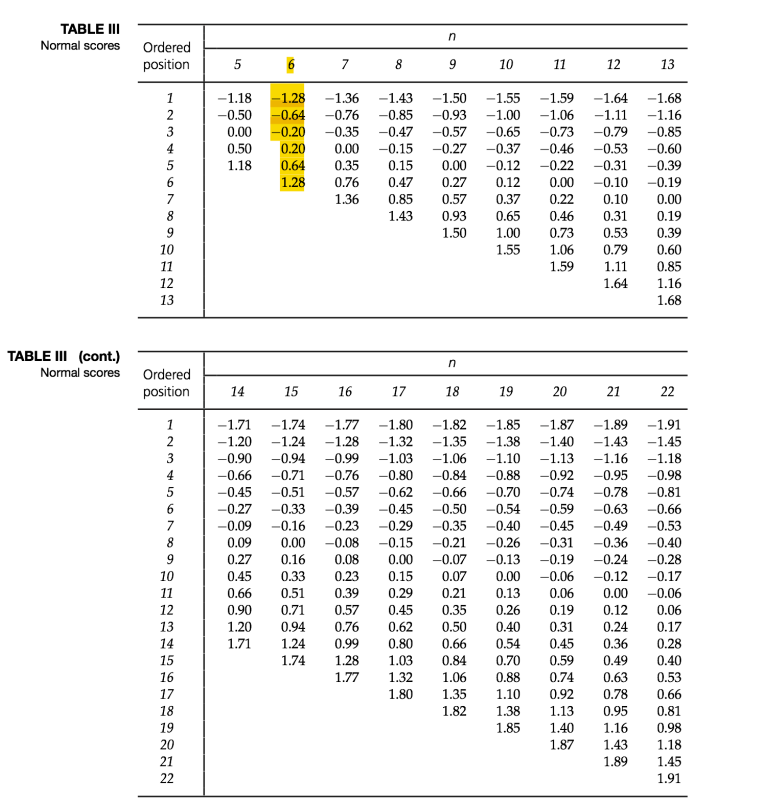 TABLE III
Normal scores
Ordered
position
n
5 6 7 8 9 10 11 12 13
1 −1.18 −1.28 −1.36 −1.43 −1.50 −1.55 −1.59 −1.64 −1.68
2 −0.50 −0.64 −0.76 −0.85 −0.93 −1.00 −1.06 −1.11 −1.16
3 0.00 −0.20 −0.35 −0.47 −0.57 −0.65 −0.73 −0.79 −0.85
4 0.50 0.20 0.00 −0.15 −0.27 −0.37 −0.46 −0.53 −0.60
5 1.18 0.64 0.35 0.15 0.00 −0.12 −0.22 −0.31 −0.39
6 1.28 0.76 0.47 0.27 0.12 0.00 −0.10 −0.19
7 1.36 0.85 0.57 0.37 0.22 0.10 0.00
8 1.43 0.93 0.65 0.46 0.31 0.19
9 1.50 1.00 0.73 0.53 0.39
10 1.55 1.06 0.79 0.60
11 1.59 1.11 0.85
12 1.64 1.16
13 1.68
TABLE III (cont.)
Normal scores
Ordered
position
n
14 15 16 17 18 19 20 21 22
1 −1.71 −1.74 −1.77 −1.80 −1.82 −1.85 −1.87 −1.89 −1.91
2 −1.20 −1.24 −1.28 −1.32 −1.35 −1.38 −1.40 −1.43 −1.45
3 −0.90 −0.94 −0.99 −1.03 −1.06 −1.10 −1.13 −1.16 −1.18
4 −0.66 −0.71 −0.76 −0.80 −0.84 −0.88 −0.92 −0.95 −0.98
5 −0.45 −0.51 −0.57 −0.62 −0.66 −0.70 −0.74 −0.78 −0.81
6 −0.27 −0.33 −0.39 −0.45 −0.50 −0.54 −0.59 −0.63 −0.66
7 −0.09 −0.16 −0.23 −0.29 −0.35 −0.40 −0.45 −0.49 −0.53
8 0.09 0.00 −0.08 −0.15 −0.21 −0.26 −0.31 −0.36 −0.40
9 0.27 0.16 0.08 0.00 −0.07 −0.13 −0.19 −0.24 −0.28
10 0.45 0.33 0.23 0.15 0.07 0.00 −0.06 −0.12 −0.17
11 0.66 0.51 0.39 0.29 0.21 0.13 0.06 0.00 −0.06
12 0.90 0.71 0.57 0.45 0.35 0.26 0.19 0.12 0.06
13 1.20 0.94 0.76 0.62 0.50 0.40 0.31 0.24 0.17
14 1.71 1.24 0.99 0.80 0.66 0.54 0.45 0.36 0.28
15 1.74 1.28 1.03 0.84 0.70 0.59 0.49 0.40
16 1.77 1.32 1.06 0.88 0.74 0.63 0.53
17 1.80 1.35 1.10 0.92 0.78 0.66
18 1.82 1.38 1.13 0.95 0.81
19 1.85 1.40 1.16 0.98
20 1.87 1.43 1.18
21 1.89 1.45
22 1.91